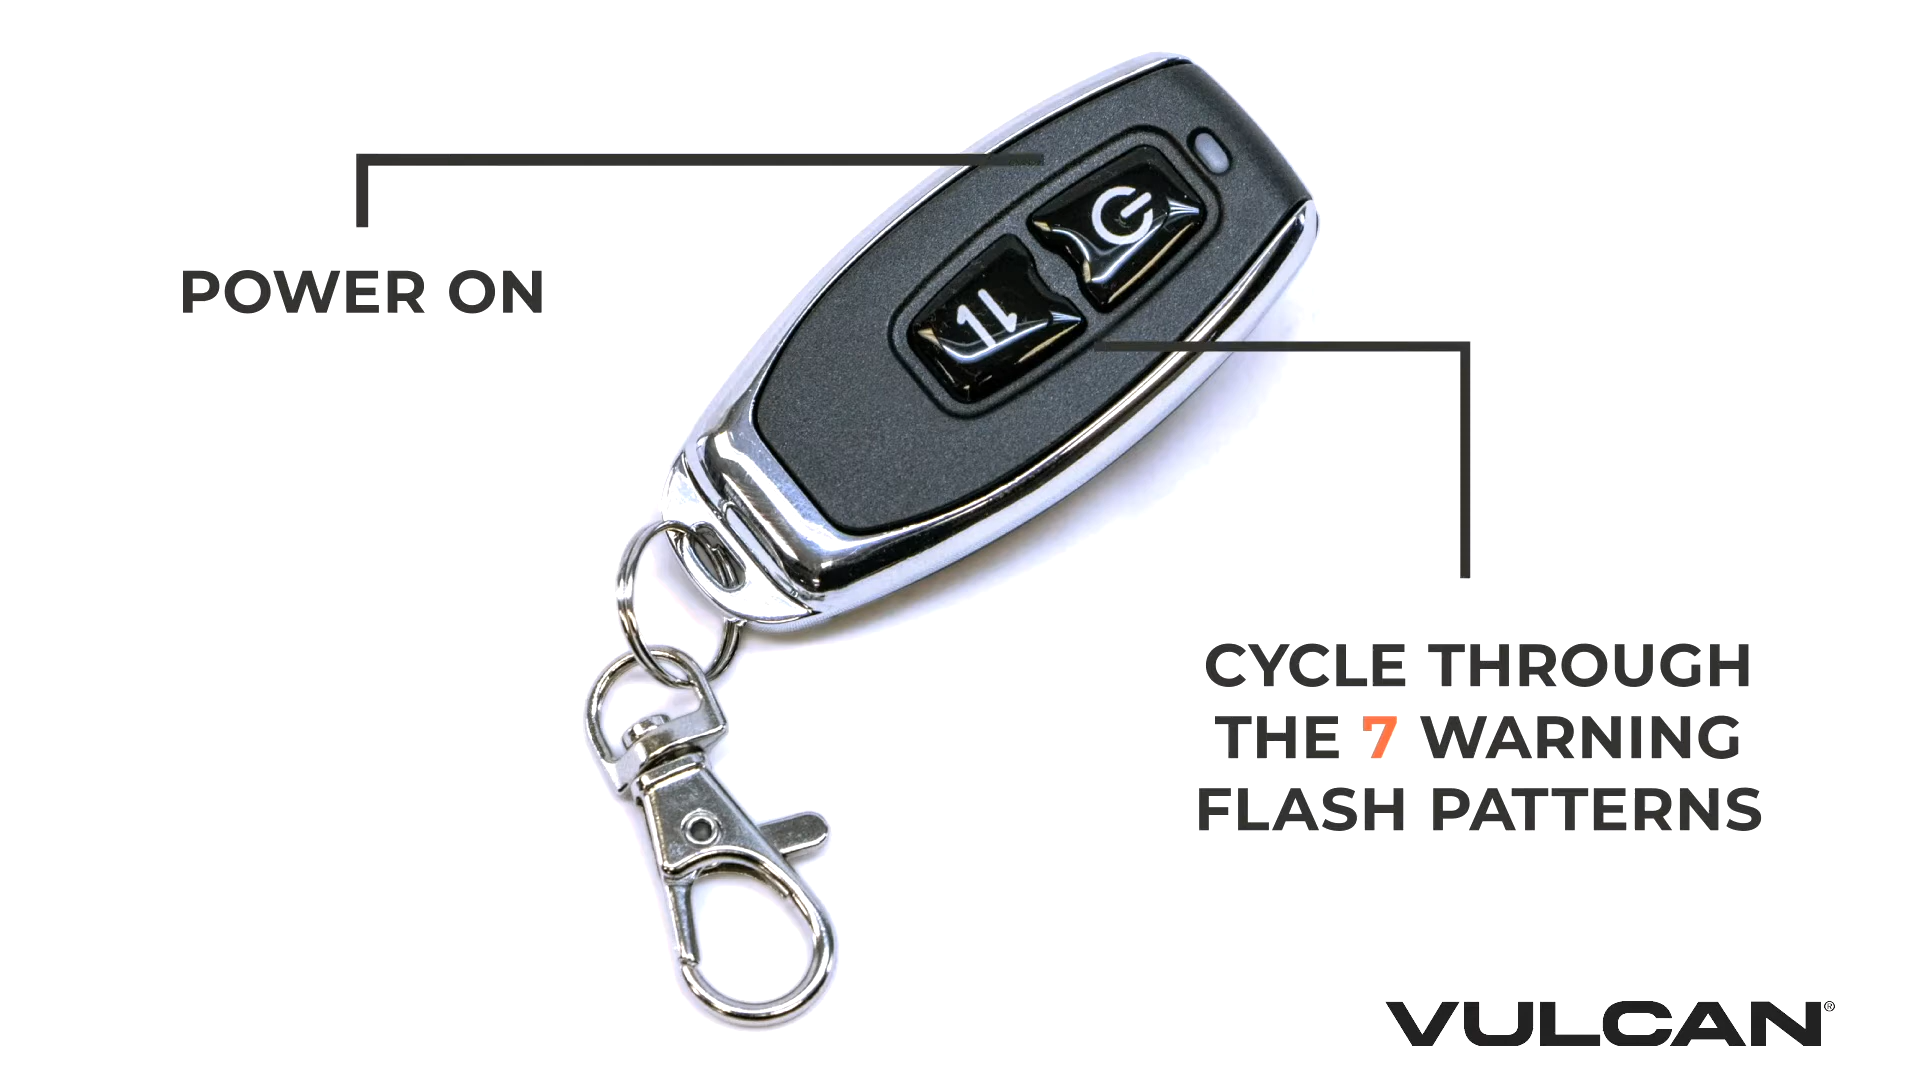 POWER ON
CYCLE THROUGH
THE 7 WARNING
FLASH PATTERNS
VULCAN®